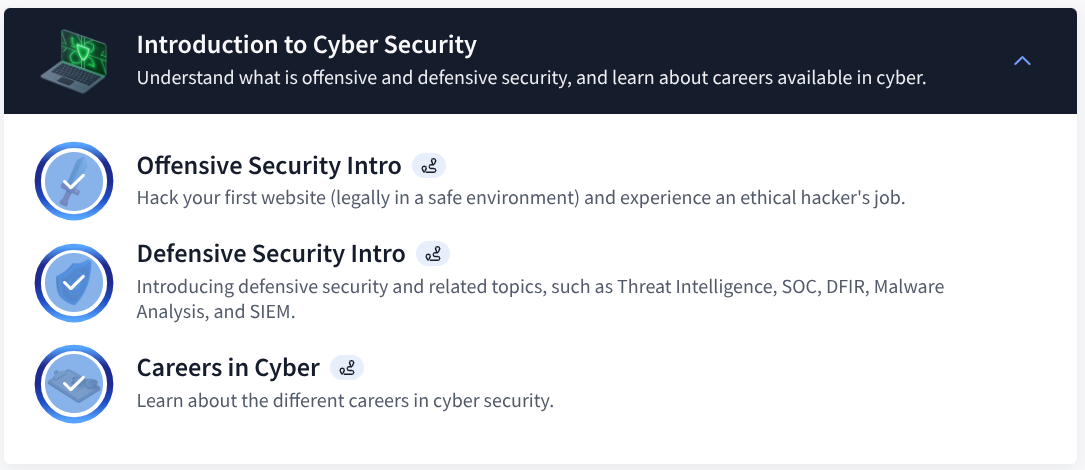 Introduction to Cyber Security
Understand what is offensive and defensive security, and learn about careers available in cyber.
Offensive Security Intro
Hack your first website (legally in a safe environment) and experience an ethical hacker's job.
Defensive Security Intro
Introducing defensive security and related topics, such as Threat Intelligence, SOC, DFIR, Malware
Analysis, and SIEM.
Careers in Cyber
Learn about the different careers in cyber security.